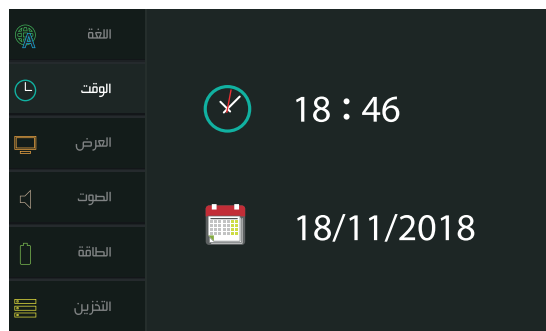 اللغة
الوقت
العرض
الصوت
الطاقة
التخزين
18 : 46
18/11/2018